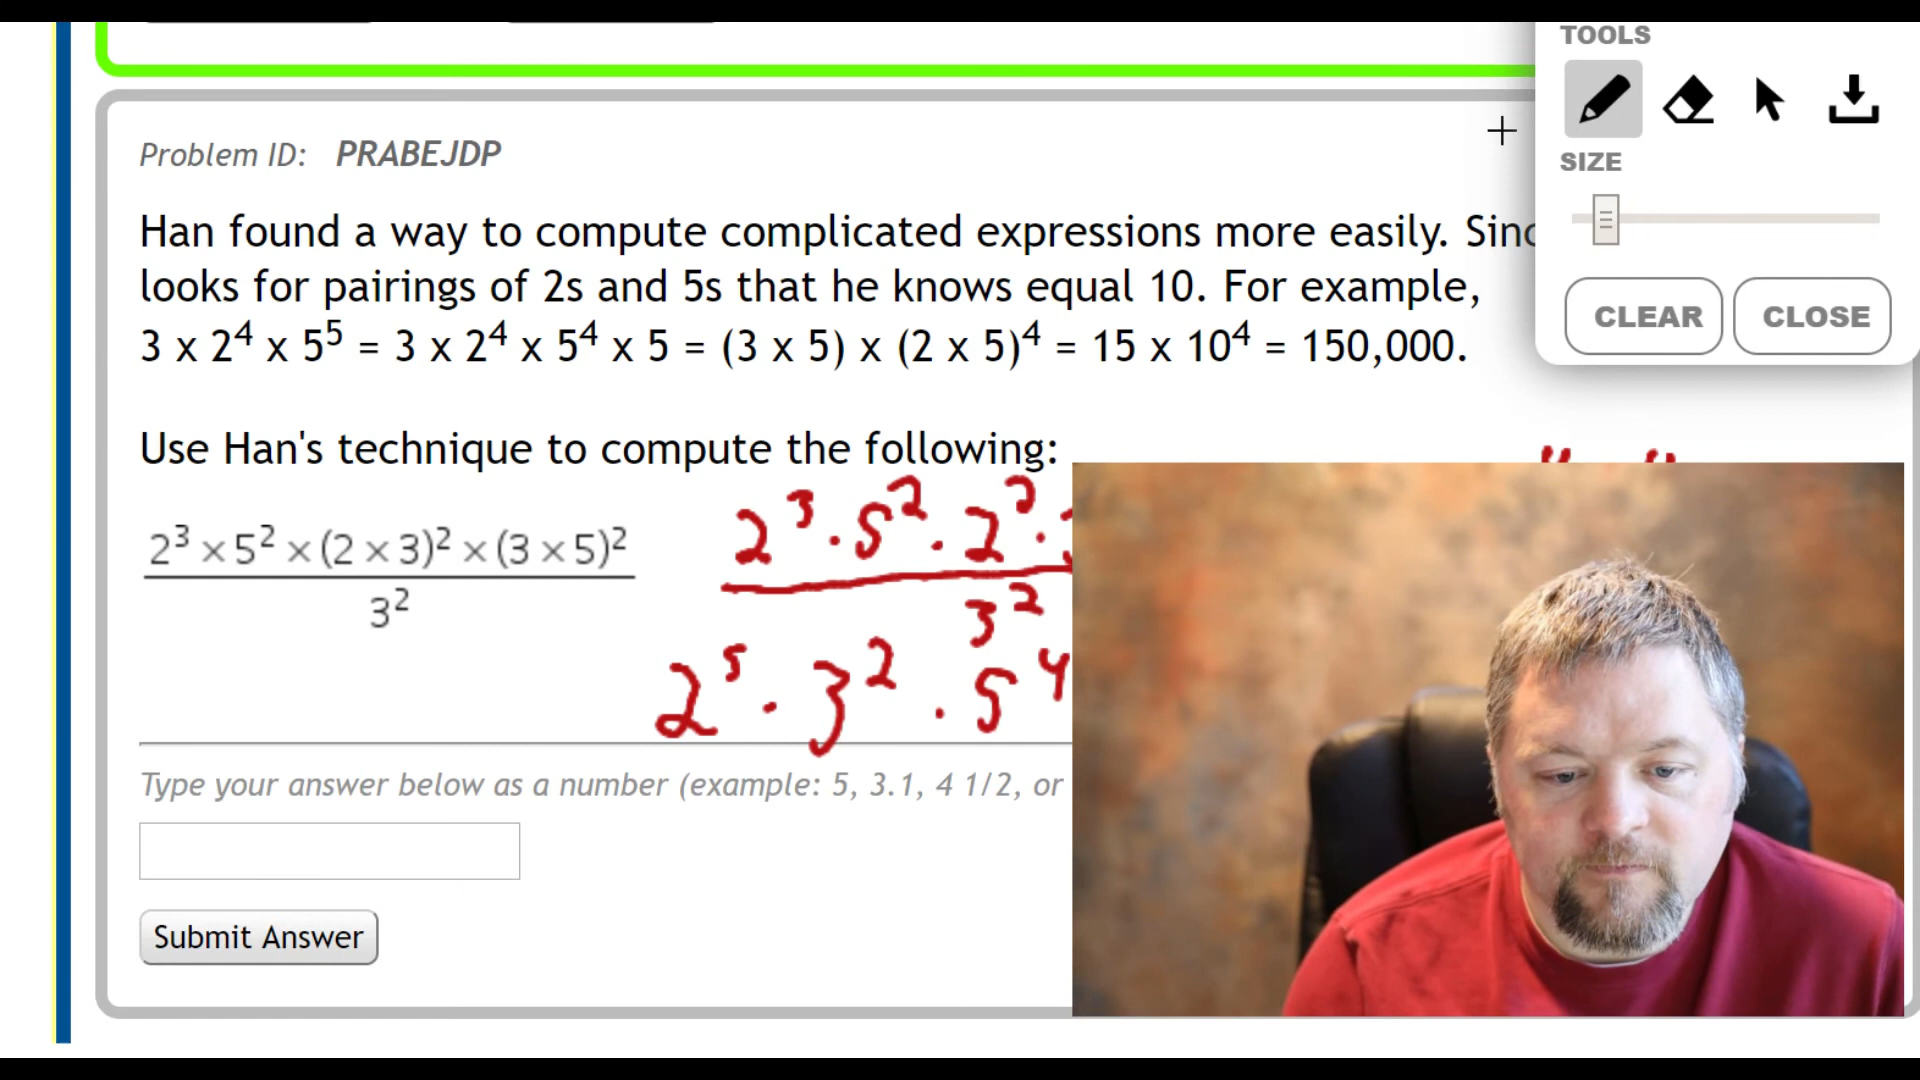 TOOLS
SIZE
CLEAR CLOSE
Problem ID: PRABEJDP
Han found a way to compute complicated expressions more easily.
looks for pairings of 2s and 5s that he knows equal 10. For example,
3 x 2⁴ x 5⁵ = 3 x 2⁴ x 5⁴ x 5 = (3 x 5) x (2 x 5)⁴ = 15 x 10⁴ = 150,000.
Use Han's technique to compute the following:
2³ × 5² × (2 × 3)² × (3 × 5)²
3²
2³ · 5² · 2² ·
3²
2⁵ · 3² · 5⁴
Type your answer below as a number (example: 5, 3.1, 4 1/2, or
Submit Answer